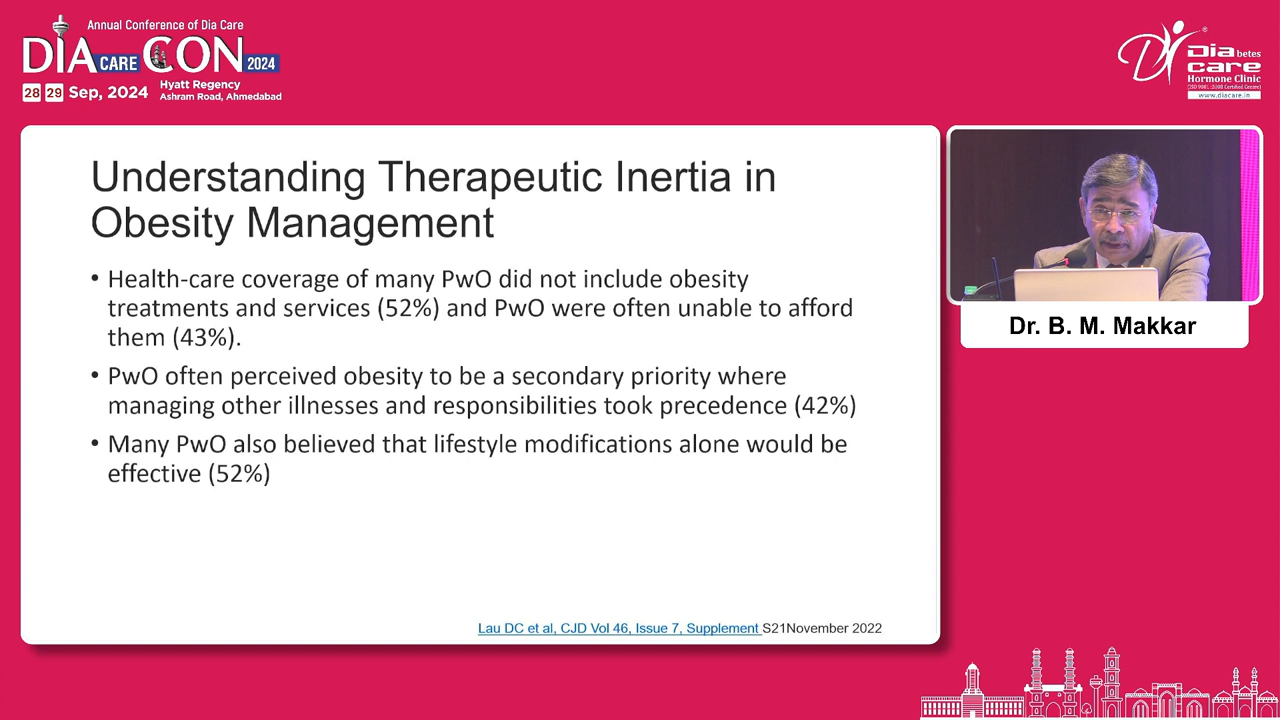 Annual Conference of Dia Care
DIA CARE CON 2024
28 29 Sep, 2024
Hyatt Regency
Ashram Road, Ahmedabad
Diabetes
care
Hormone Clinic
(ISO 9001:2008 Certified Centre)
www.diacare.in
Understanding Therapeutic Inertia in
Obesity Management
• Health-care coverage of many PwO did not include obesity
treatments and services (52%) and PwO were often unable to afford
them (43%).
• PwO often perceived obesity to be a secondary priority where
managing other illnesses and responsibilities took precedence (42%)
• Many PwO also believed that lifestyle modifications alone would be
effective (52%)
Lau DC et al, CJD Vol 46, Issue 7, Supplement S21November 2022
Dr. B. M. Makkar